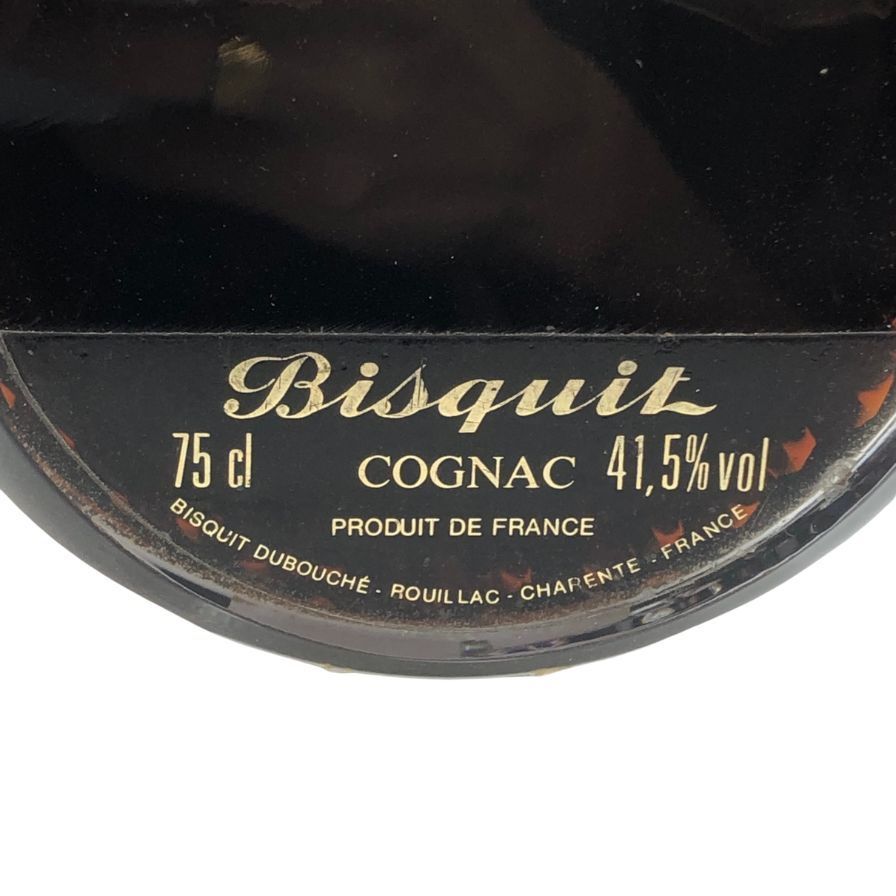 Bisquit
75 cl COGNAC 41,5% vol
PRODUIT DE FRANCE
BISQUIT DUBOUCHÉ - ROUILLAC - CHARENTE - FRANCE